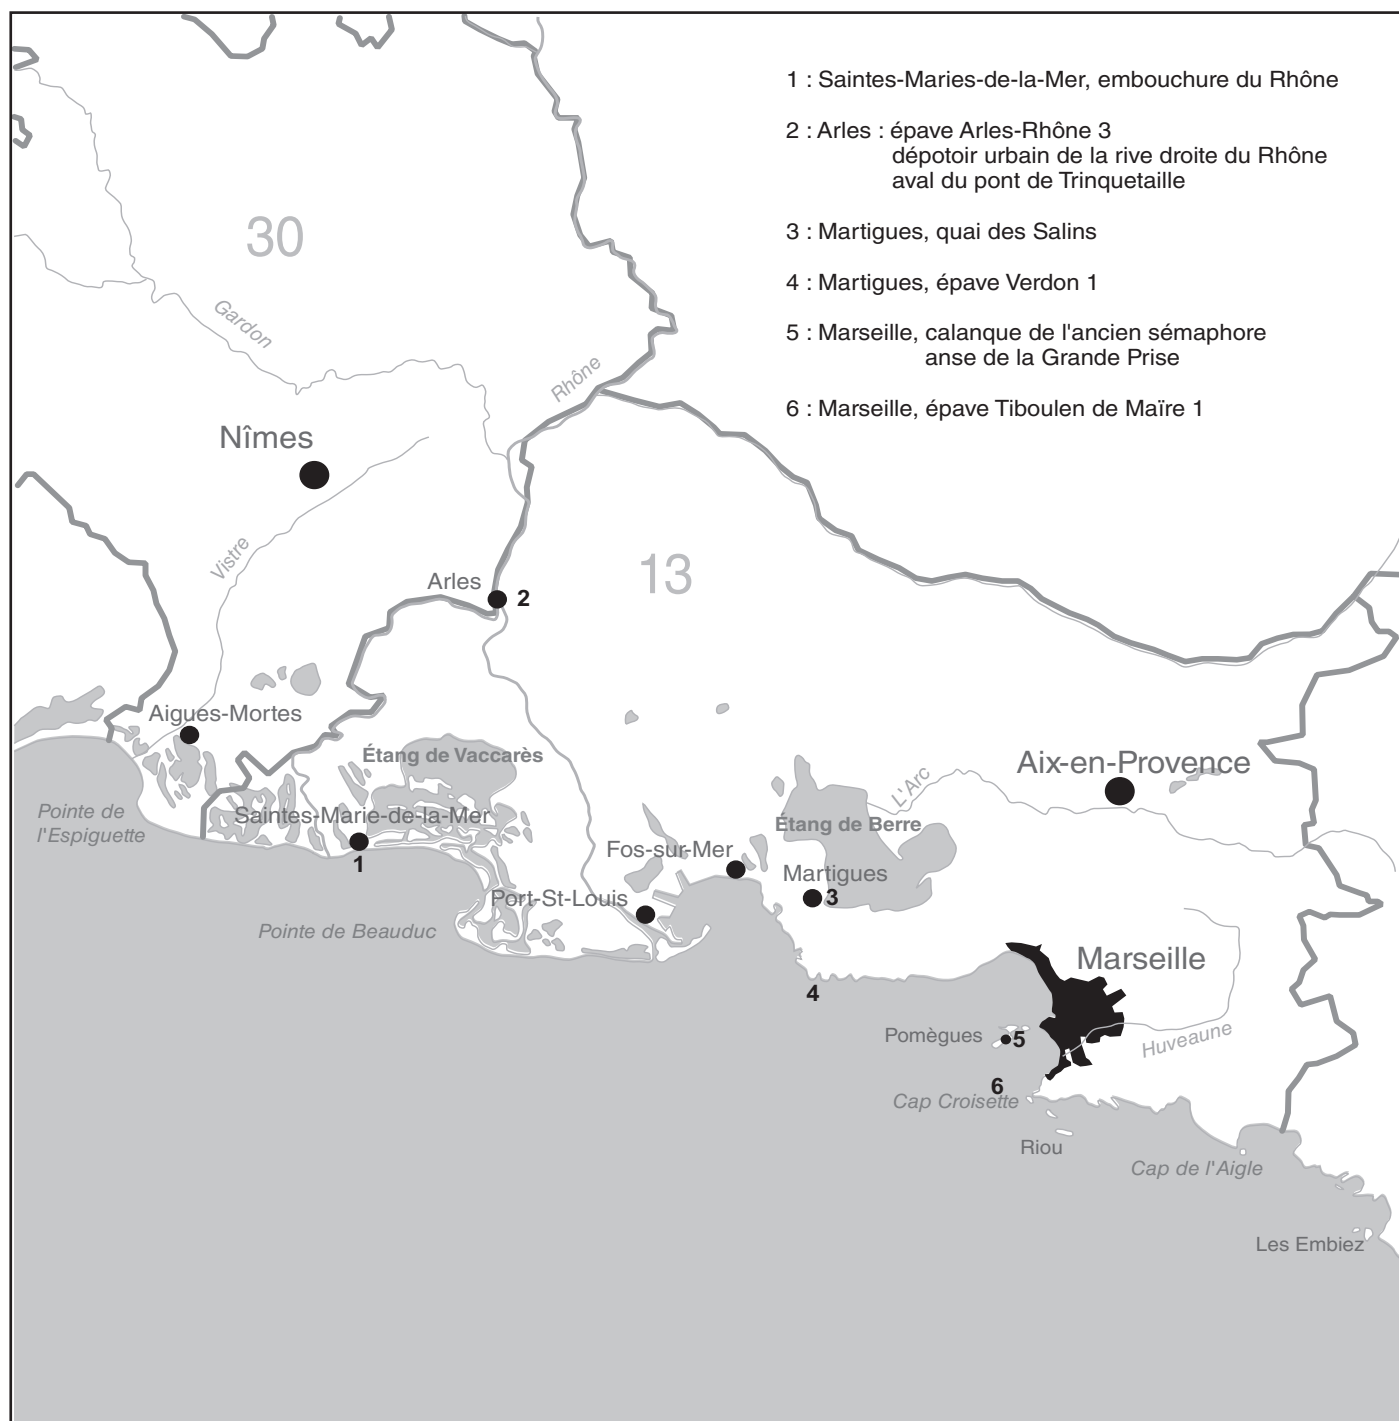 1 : Saintes-Maries-de-la-Mer, embouchure du Rhône
2 : Arles : épave Arles-Rhône 3
dépotoir urbain de la rive droite du Rhône
aval du pont de Trinquetaille
3 : Martigues, quai des Salins
4 : Martigues, épave Verdon 1
5 : Marseille, calanque de l'ancien sémaphore
anse de la Grande Prise
6 : Marseille, épave Tiboulen de Maïre 1
30
Gardon
Rhône
Nîmes
Vistre
13
Arles
2
Aigues-Mortes
Étang de Vaccarès
Aix-en-Provence
L'Arc
Pointe de
l'Espiguette
Saintes-Marie-de-la-Mer
Étang de Berre
1
Fos-sur-Mer
Martigues
3
Port-St-Louis
Pointe de Beauduc
Marseille
4
Pomègues
5
Huveaune
6
Cap Croisette
Riou
Cap de l'Aigle
Les Embiez